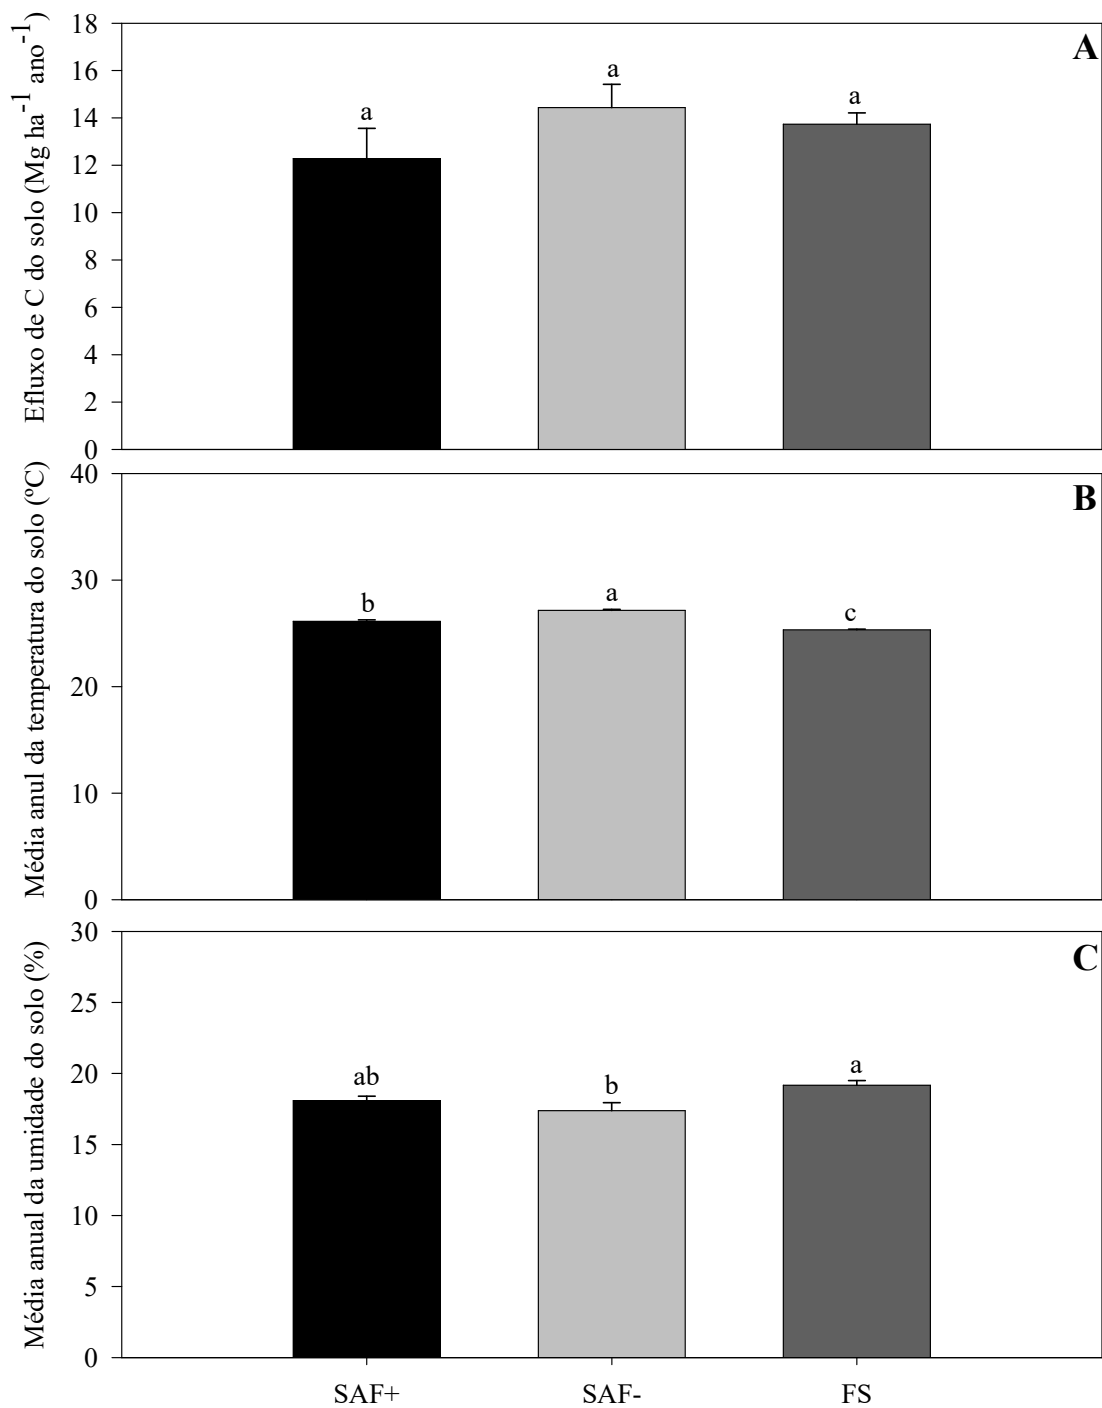 Efluxo de C do solo (Mg ha-1 ano-1)
18
16
14
12
10
8
6
4
2
0
A
a
a
a
Média anul da temperatura do solo (ºC)
40
30
20
10
0
B
b
a
c
Média anual da umidade do solo (%)
30
25
20
15
10
5
0
C
ab
b
a
SAF+ SAF- FS